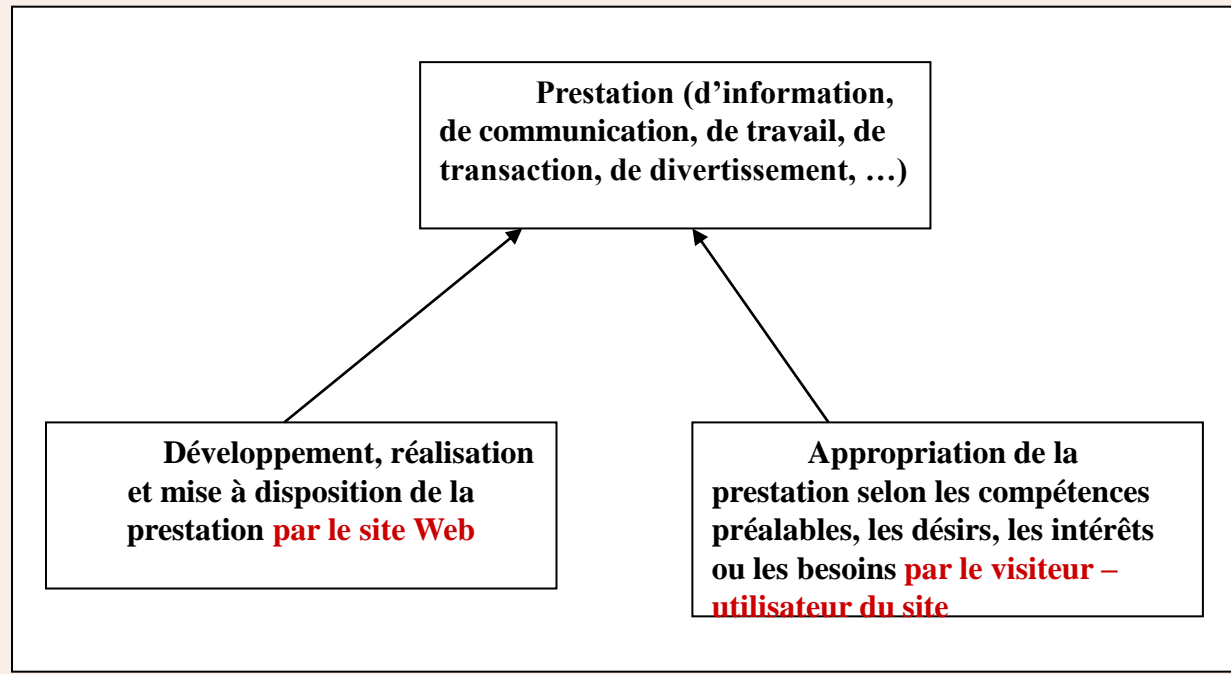 Prestation (d’information,
de communication, de travail, de
transaction, de divertissement, …)
Développement, réalisation
et mise à disposition de la
prestation par le site Web
Appropriation de la
prestation selon les compétences
préalables, les désirs, les intérêts
ou les besoins par le visiteur –
utilisateur du site